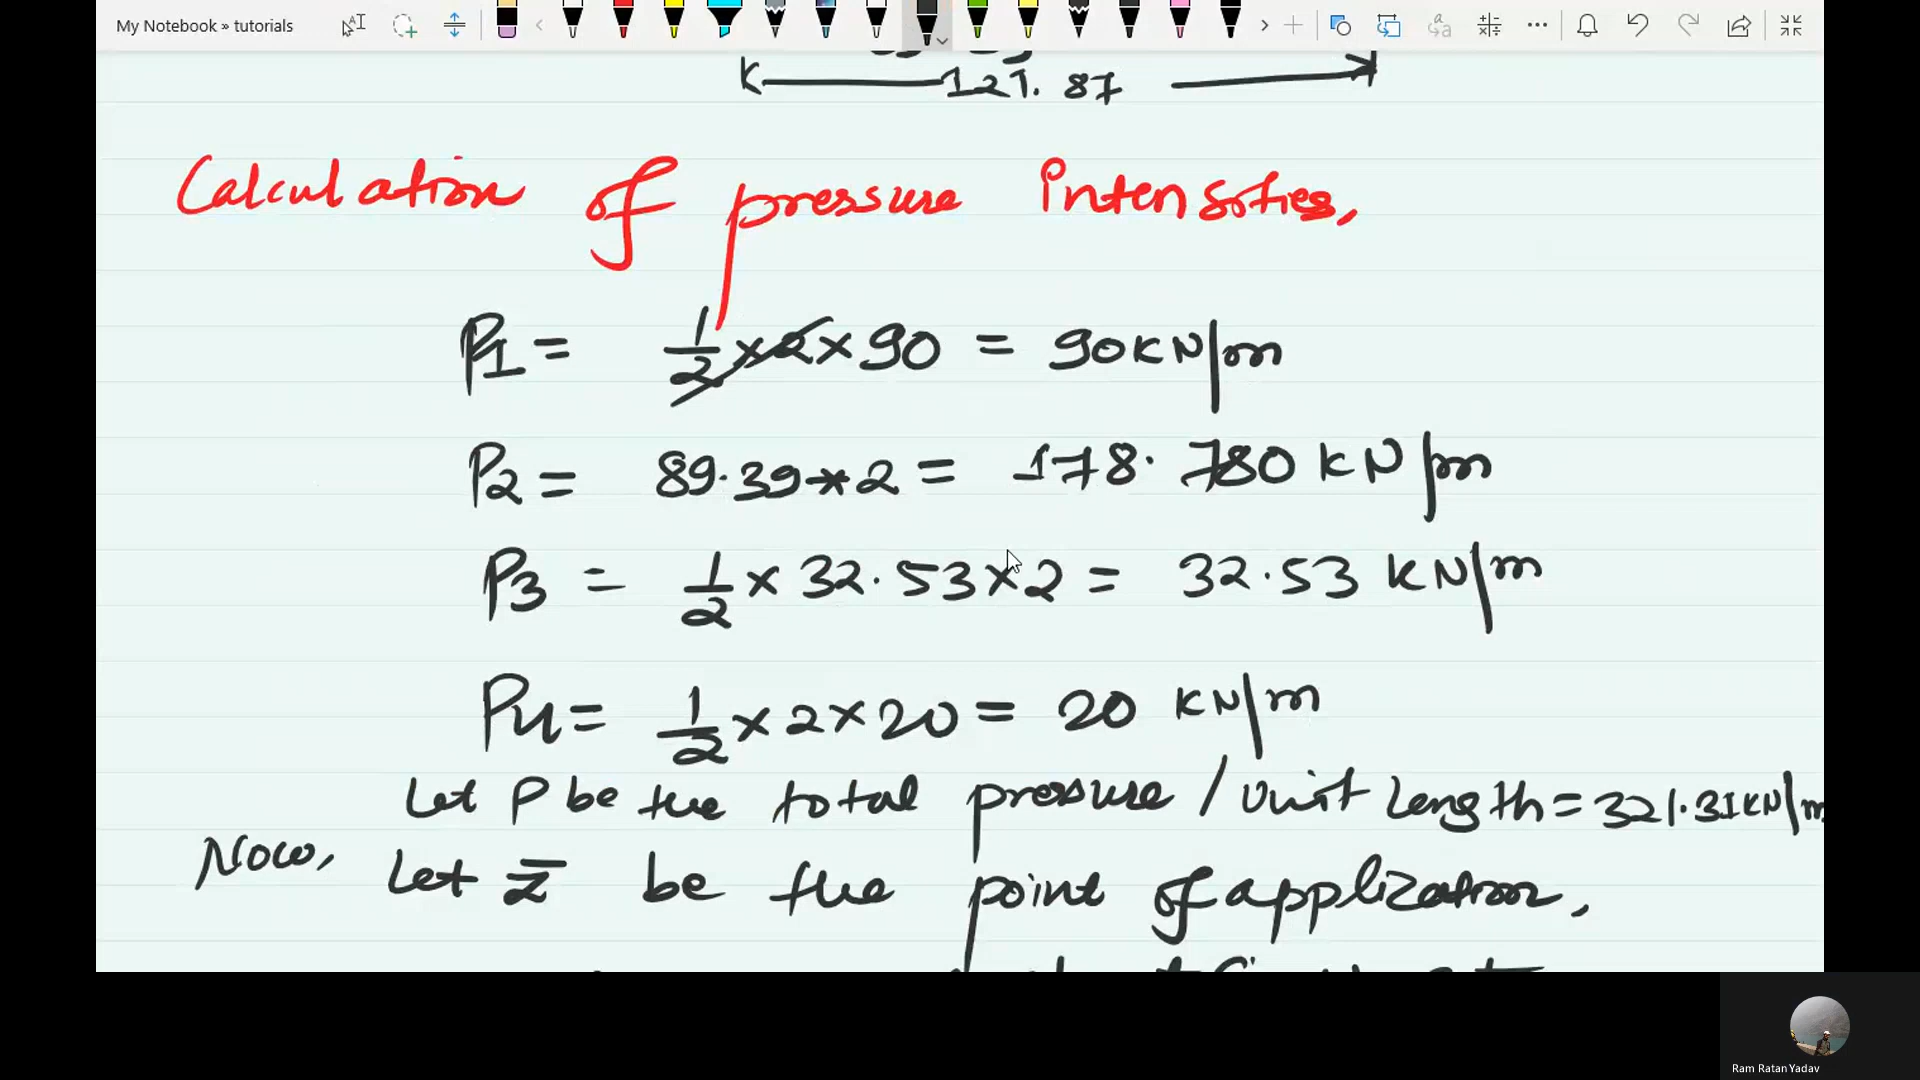 My Notebook » tutorials
121.87
Calculation of pressure intensities,
P1 = 1/2 × 2 × 90 = 90 KN/m
P2 = 89.39 * 2 = 178.780 KN/m
P3 = 1/2 × 32.53 × 2 = 32.53 KN/m
P4 = 1/2 × 2 × 20 = 20 KN/m
Let P be the total pressure / Unit Length = 321.31 KN/m
Now, Let z̄ be the point of application,
Ram Ratan Yadav